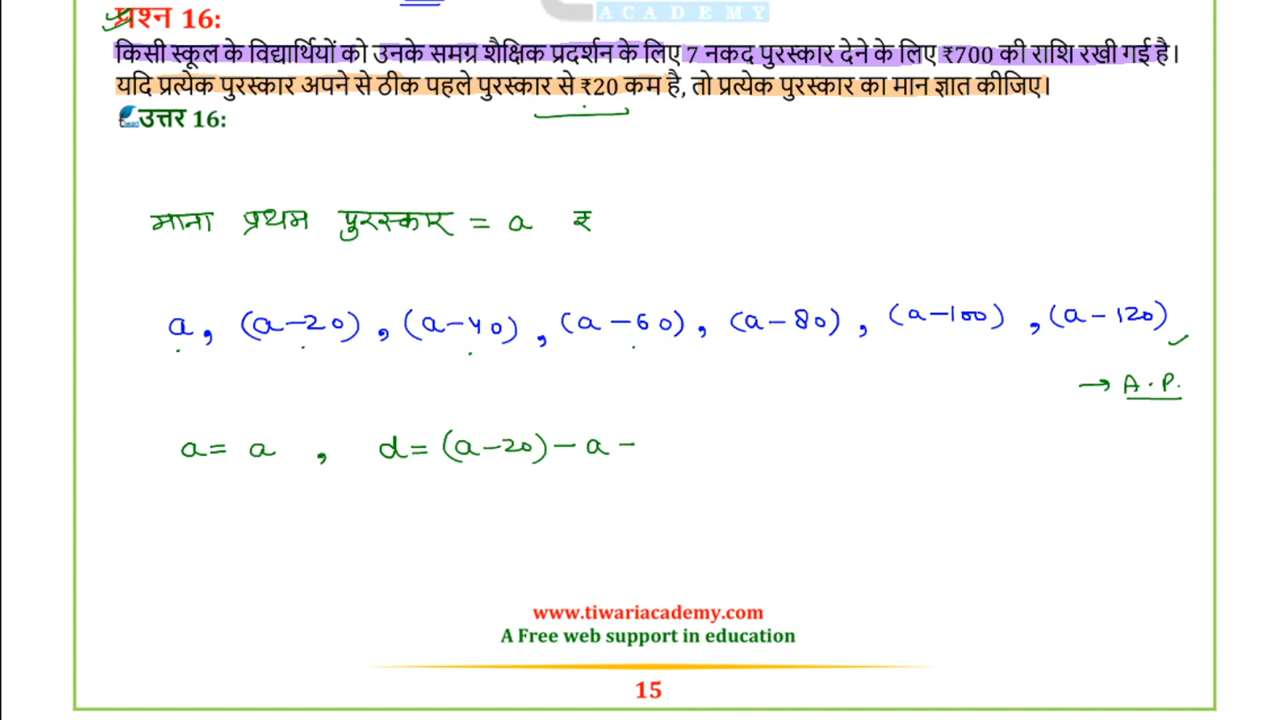 ACADEMY
प्रश्न 16:
किसी स्कूल के विद्यार्थियों को उनके समग्र शैक्षिक प्रदर्शन के लिए 7 नकद पुरस्कार देने के लिए ₹700 की राशि रखी गई है।
यदि प्रत्येक पुरस्कार अपने से ठीक पहले पुरस्कार से ₹20 कम है, तो प्रत्येक पुरस्कार का मान ज्ञात कीजिए।
उत्तर 16:
माना प्रथम पुरस्कार = a ₹
a, (a-20), (a-40), (a-60), (a-80), (a-100), (a-120)
→ A.P.
a = a , d = (a-20) - a -
www.tiwariacademy.com
A Free web support in education
15